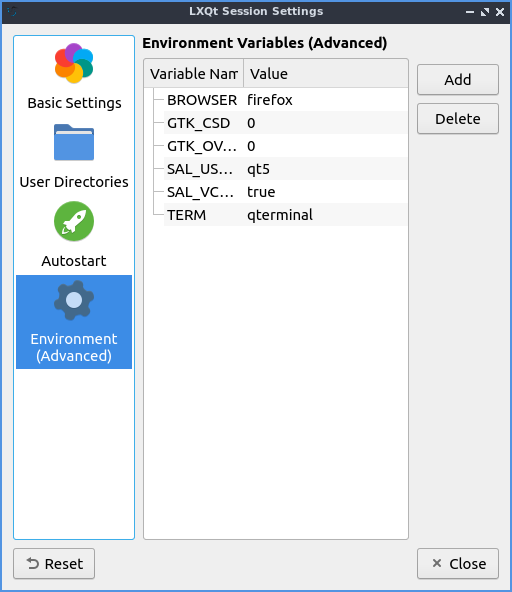 LXQt Session Settings
Basic Settings
User Directories
Autostart
Environment
(Advanced)
Environment Variables (Advanced)
Variable Nam Value
BROWSER firefox
GTK_CSD 0
GTK_OV... 0
SAL_US... qt5
SAL_VC... true
TERM qterminal
Add
Delete
Reset
Close